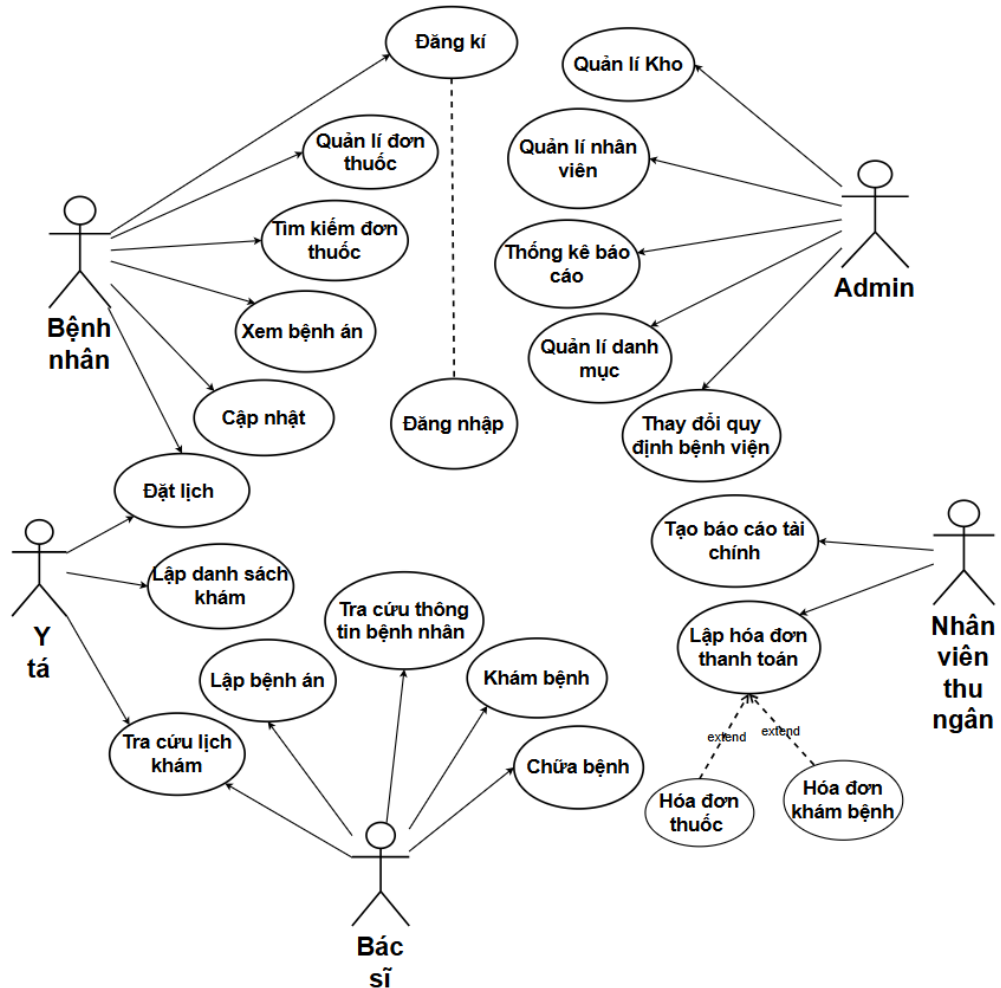 Đăng kí
Quản lí Kho
Quản lí đơn
thuốc
Quản lí nhân
viên
Tìm kiếm đơn
thuốc
Thống kê báo
cáo
Admin
Bệnh
nhân
Xem bệnh án
Quản lí danh
mục
Cập nhật
Đăng nhập
Thay đổi quy
định bệnh viện
Đặt lịch
Tạo báo cáo tài
chính
Lập danh sách
khám
Y
tá
Tra cứu thông
tin bệnh nhân
Lập hóa đơn
thanh toán
Nhân
viên
thu
ngân
Lập bệnh án
Khám bệnh
Tra cứu lịch
khám
extend
extend
Chữa bệnh
Hóa đơn
thuốc
Hóa đơn
khám bệnh
Bác
sĩ